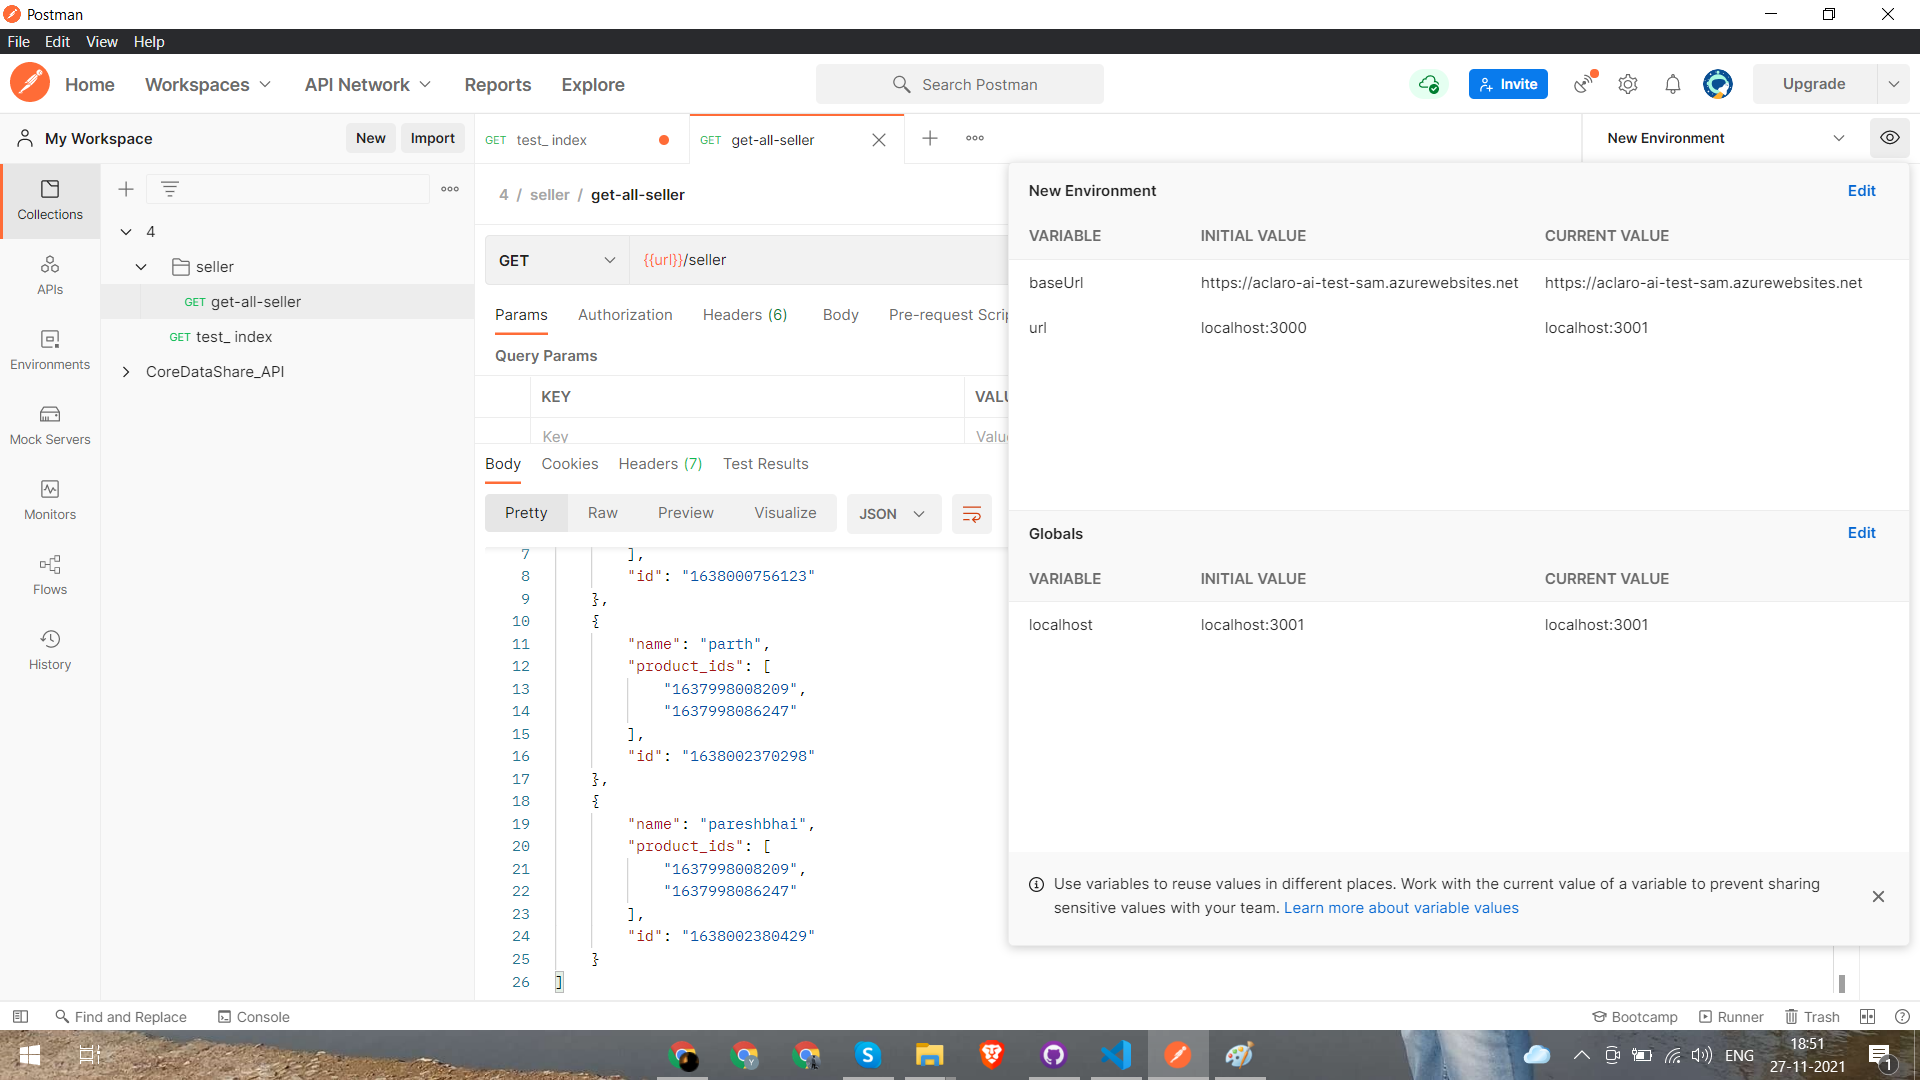 Postman
File Edit View Help
Home Workspaces API Network Reports Explore Search Postman Invite Upgrade
My Workspace New Import GET test_ index GET get-all-seller New Environment
Collections
APIs
Environments
Mock Servers
Monitors
Flows
History
4
seller
GET get-all-seller
GET test_ index
CoreDataShare_API
4 / seller / get-all-seller
GET {{url}}/seller
Params Authorization Headers (6) Body Pre-request Scrip
Query Params
KEY VALU
Key Value
Body Cookies Headers (7) Test Results
Pretty Raw Preview Visualize JSON
7 ],
8 "id": "1638000756123"
9 },
10 {
11 "name": "parth",
12 "product_ids": [
13 "1637998008209",
14 "1637998086247"
15 ],
16 "id": "1638002370298"
17 },
18 {
19 "name": "pareshbhai",
20 "product_ids": [
21 "1637998008209",
22 "1637998086247"
23 ],
24 "id": "1638002380429"
25 }
26 ]
New Environment Edit
VARIABLE INITIAL VALUE CURRENT VALUE
baseUrl https://aclaro-ai-test-sam.azurewebsites.net https://aclaro-ai-test-sam.azurewebsites.net
url localhost:3000 localhost:3001
Globals Edit
VARIABLE INITIAL VALUE CURRENT VALUE
localhost localhost:3001 localhost:3001
Use variables to reuse values in different places. Work with the current value of a variable to prevent sharing
sensitive values with your team. Learn more about variable values
Find and Replace Console Bootcamp Runner Trash
ENG 18:51
27-11-2021
1